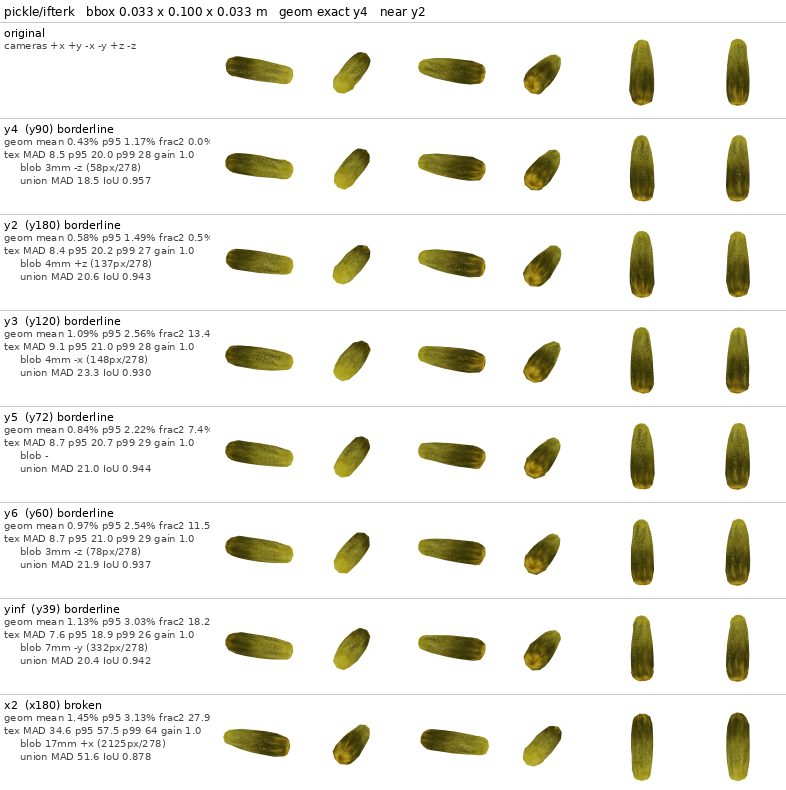 pickle/ifterk bbox 0.033 x 0.100 x 0.033 m geom exact y4 near y2
original
cameras +x +y -x -y +z -z
y4 (y90) borderline
geom mean 0.43% p95 1.17% frac2 0.0%
tex MAD 8.5 p95 20.0 p99 28 gain 1.0
blob 3mm -z (58px/278)
union MAD 18.5 IoU 0.957
y2 (y180) borderline
geom mean 0.58% p95 1.49% frac2 0.5%
tex MAD 8.4 p95 20.2 p99 27 gain 1.0
blob 4mm +z (137px/278)
union MAD 20.6 IoU 0.943
y3 (y120) borderline
geom mean 1.09% p95 2.56% frac2 13.4
tex MAD 9.1 p95 21.0 p99 28 gain 1.0
blob 4mm -x (148px/278)
union MAD 23.3 IoU 0.930
y5 (y72) borderline
geom mean 0.84% p95 2.22% frac2 7.4%
tex MAD 8.7 p95 20.7 p99 29 gain 1.0
blob -
union MAD 21.0 IoU 0.944
y6 (y60) borderline
geom mean 0.97% p95 2.54% frac2 11.5
tex MAD 8.7 p95 21.0 p99 29 gain 1.0
blob 3mm -z (78px/278)
union MAD 21.9 IoU 0.937
yinf (y39) borderline
geom mean 1.13% p95 3.03% frac2 18.2
tex MAD 7.6 p95 18.9 p99 26 gain 1.0
blob 7mm -y (332px/278)
union MAD 20.4 IoU 0.942
x2 (x180) broken
geom mean 1.45% p95 3.13% frac2 27.9
tex MAD 34.6 p95 57.5 p99 64 gain 1.0
blob 17mm +x (2125px/278)
union MAD 51.6 IoU 0.878